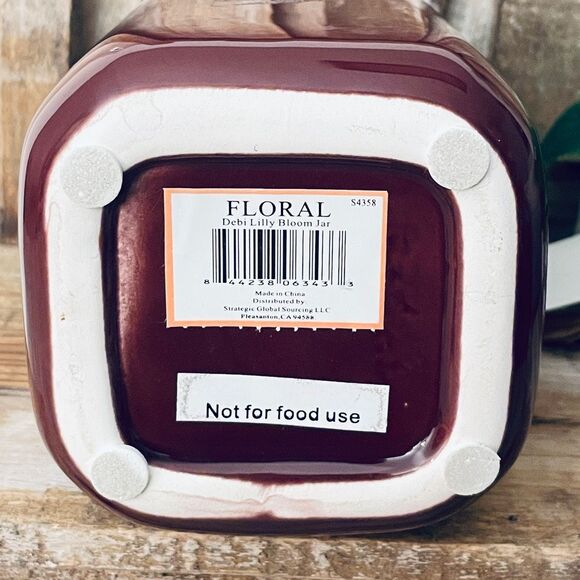 S4358
FLORAL
Debi Lilly Bloom Jar
8 44238 06343 3
Made in China
Distributed by
Strategic Global Sourcing LLC
Pleasanton, CA 94588
Not for food use